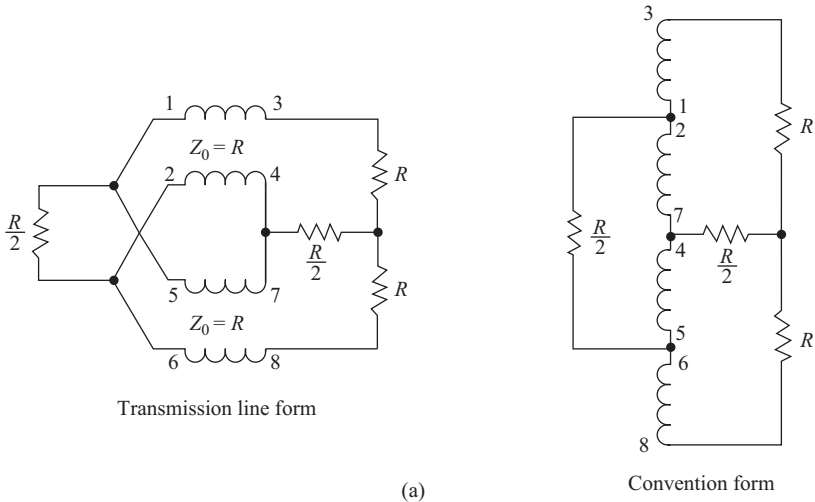 1 3
Z₀ = R
2 4
R
R/2
R/2
5 7
R
Z₀ = R
6 8
Transmission line form
3
1
2
R
R/2
7
4
R/2
5
6
R
8
Convention form
(a)